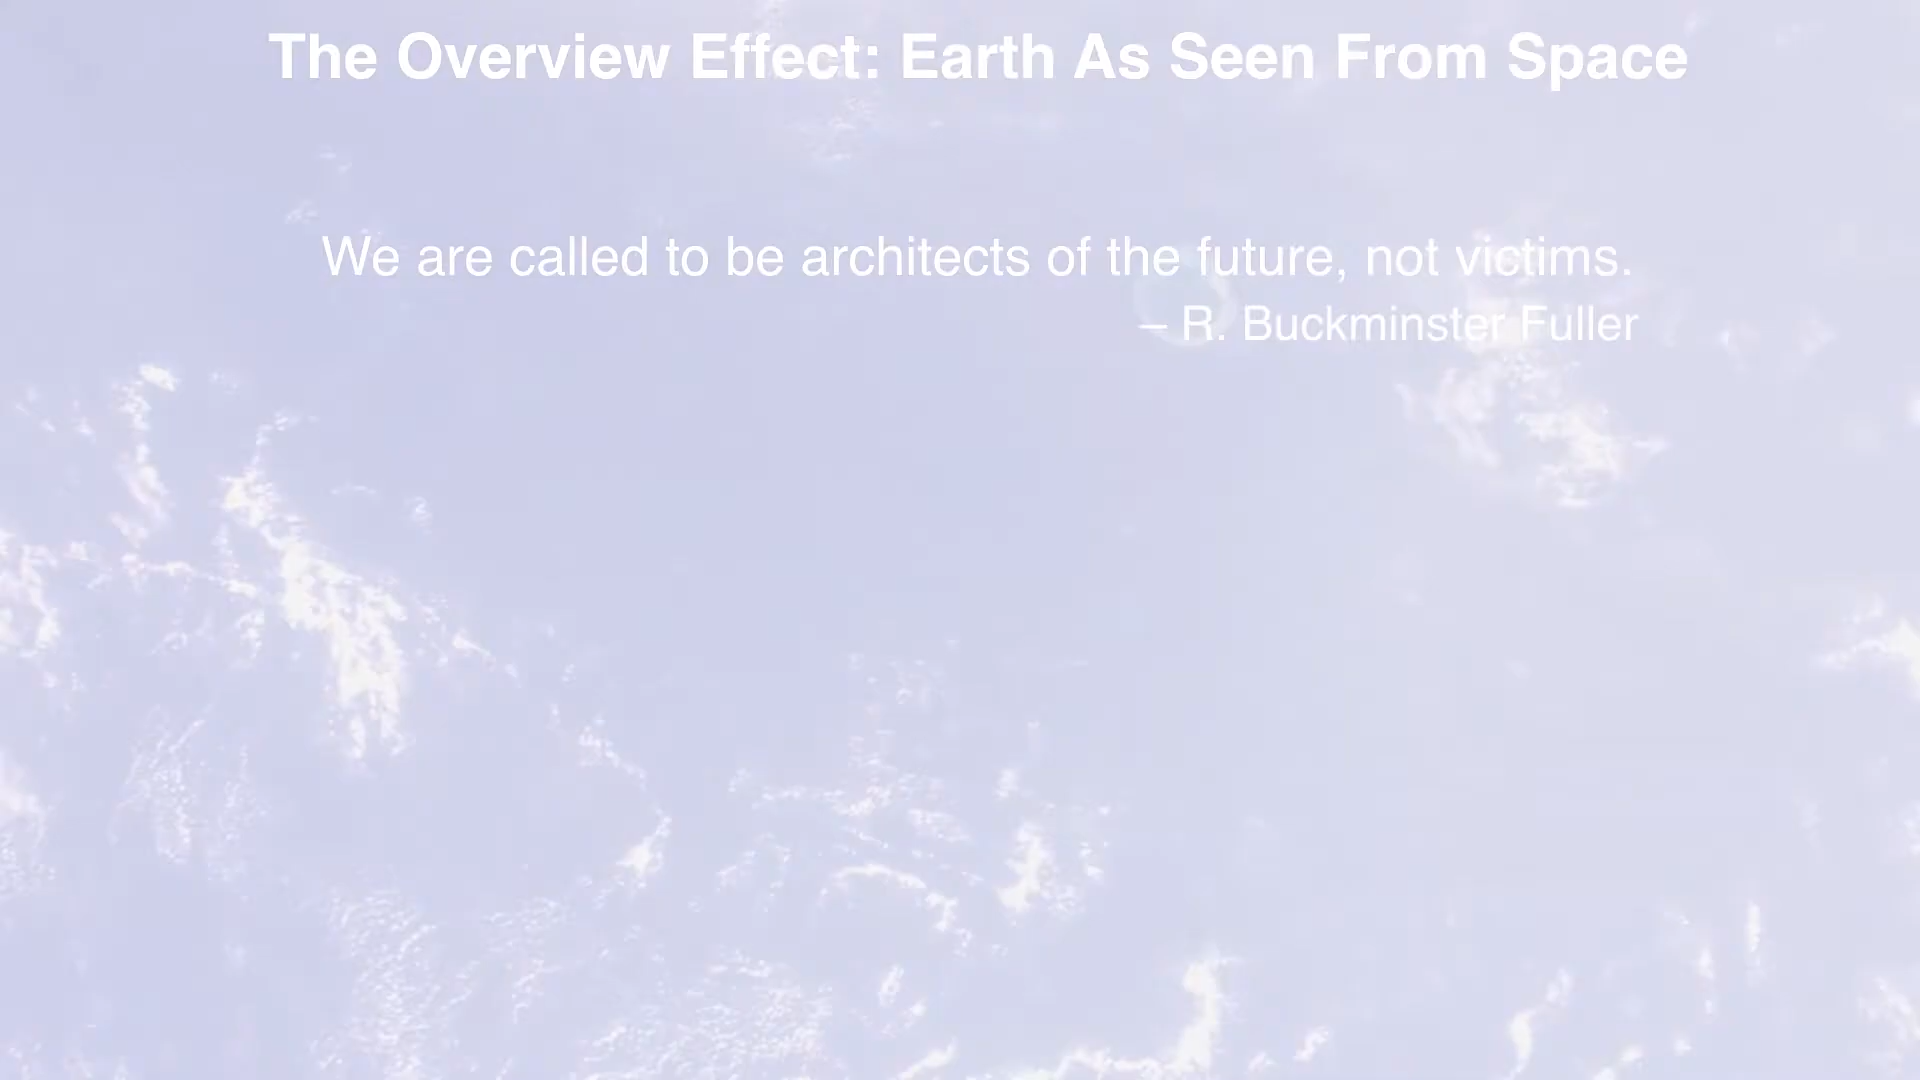 The Overview Effect: Earth As Seen From Space
We are called to be architects of the future, not victims.
– R. Buckminster Fuller